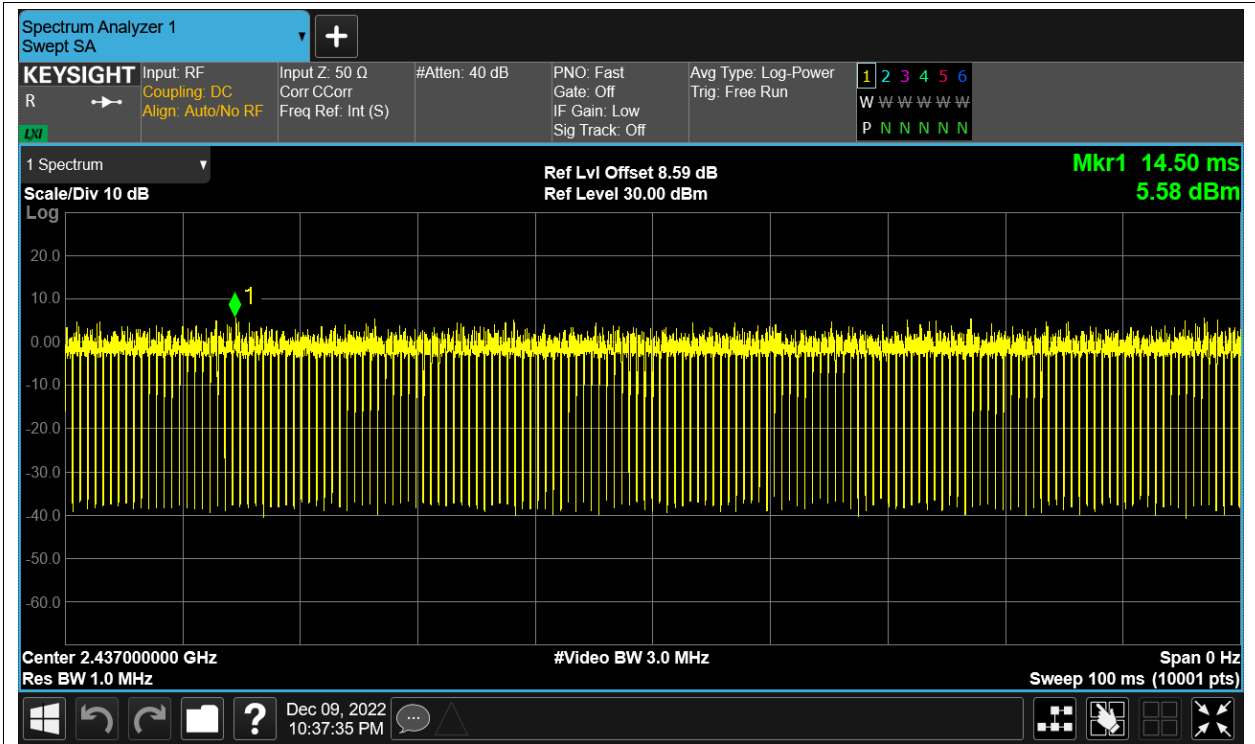 Spectrum Analyzer 1
Swept SA
KEYSIGHT
R
LXI
Input: RF
Coupling: DC
Align: Auto/No RF
Input Z: 50 Ω
Corr CCorr
Freq Ref: Int (S)
#Atten: 40 dB
PNO: Fast
Gate: Off
IF Gain: Low
Sig Track: Off
Avg Type: Log-Power
Trig: Free Run
1 2 3 4 5 6
W W W W W W
P N N N N N
1 Spectrum
Scale/Div 10 dB
Log
Ref Lvl Offset 8.59 dB
Ref Level 30.00 dBm
Mkr1 14.50 ms
5.58 dBm
20.0
10.0
1
0.00
-10.0
-20.0
-30.0
-40.0
-50.0
-60.0
Center 2.437000000 GHz
Res BW 1.0 MHz
#Video BW 3.0 MHz
Span 0 Hz
Sweep 100 ms (10001 pts)
?
Dec 09, 2022
10:37:35 PM